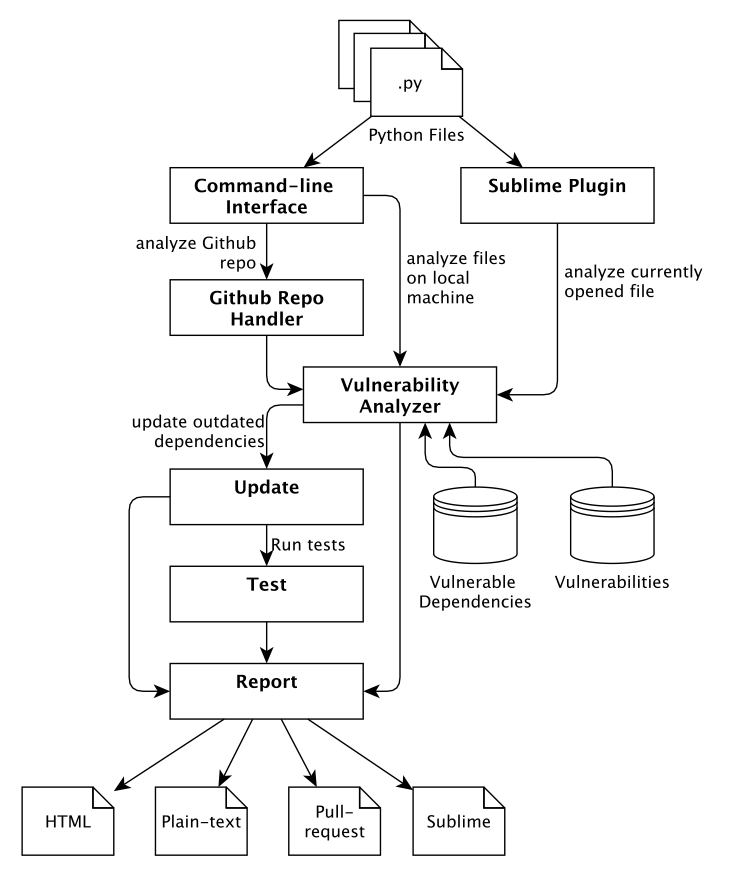 .py
Python Files
Command-line
Interface
Sublime Plugin
analyze Github
repo
analyze files
on local
machine
analyze currently
opened file
Github Repo
Handler
Vulnerability
Analyzer
update outdated
dependencies
Update
Run tests
Vulnerable
Dependencies
Vulnerabilities
Test
Report
HTML
Plain-text
Pull-
request
Sublime